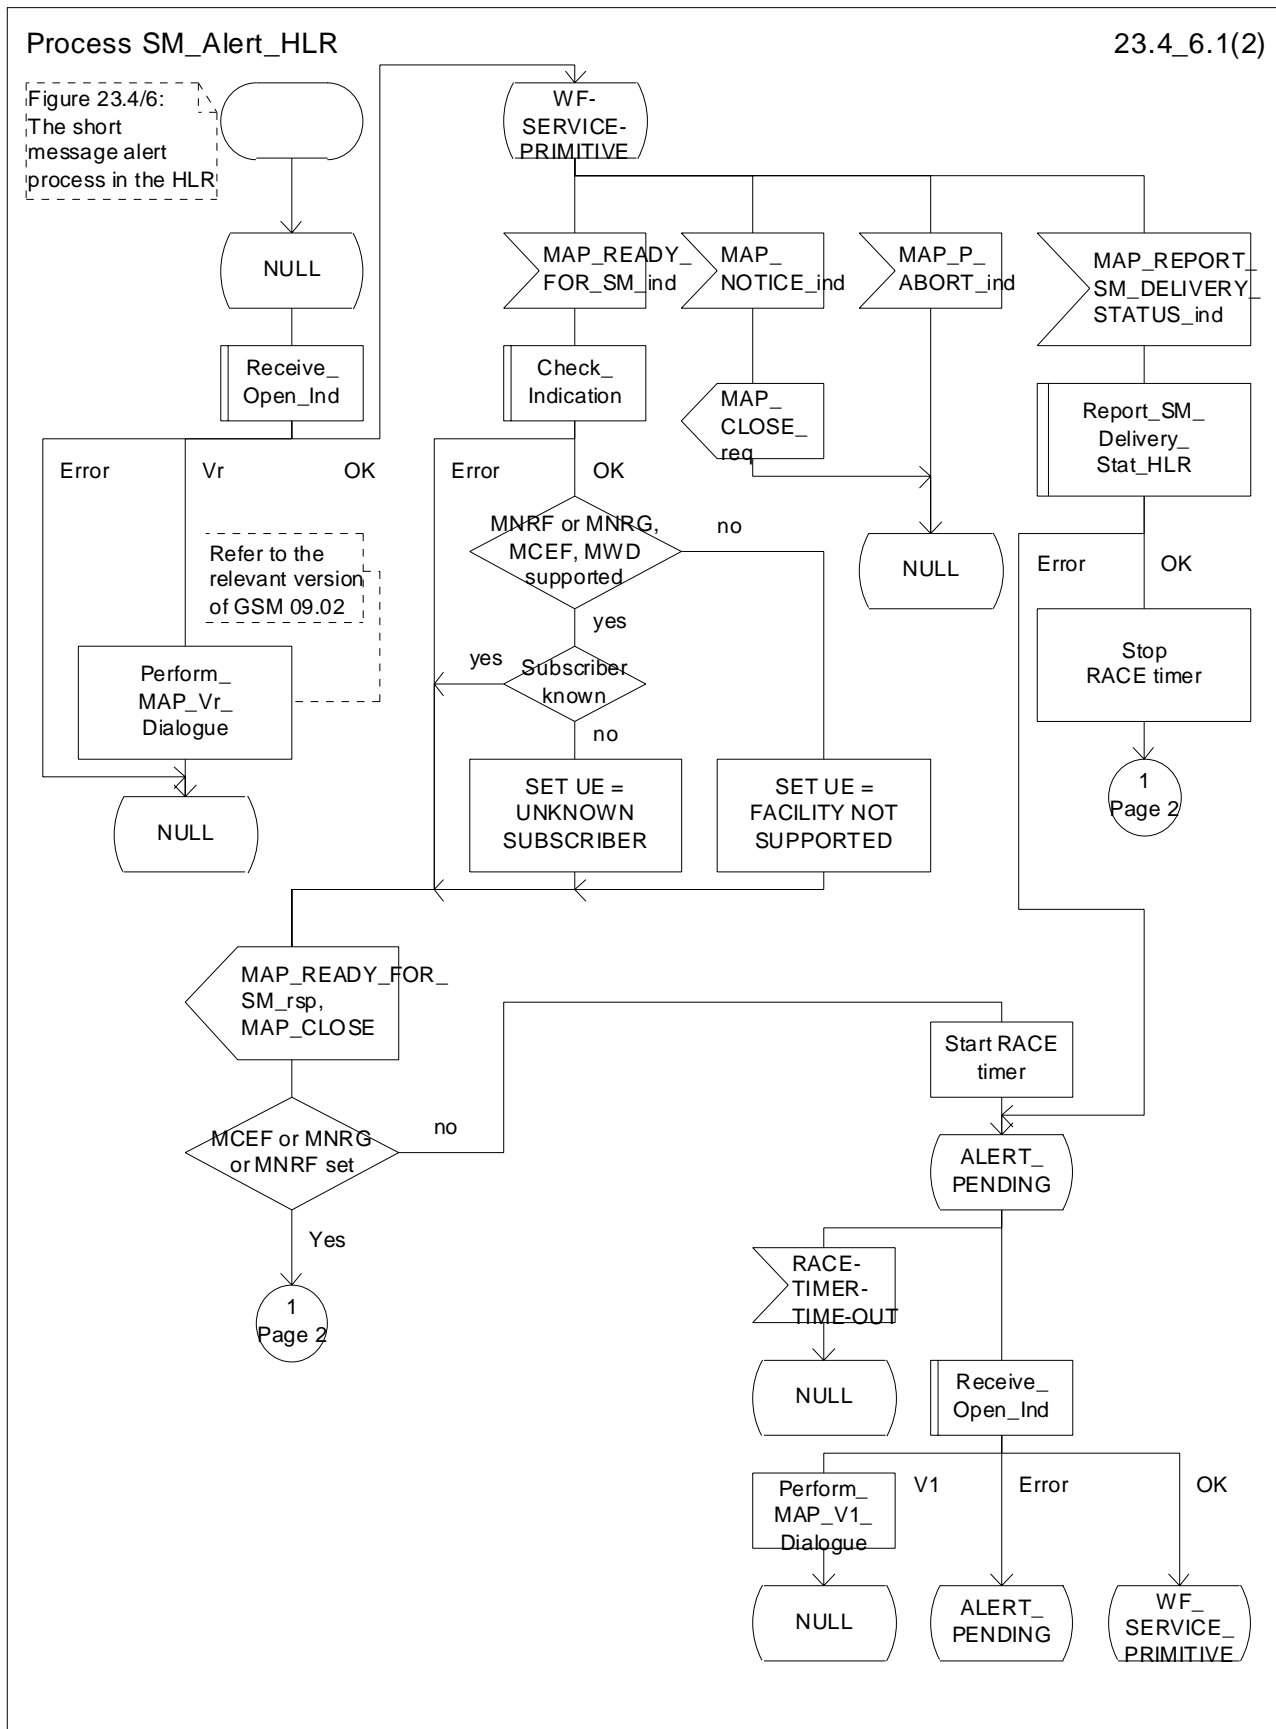 Process SM_Alert_HLR
23.4_6.1(2)
Figure 23.4/6:
The short
message alert
process in the HLR
WF-
SERVICE-
PRIMITIVE
NULL
MAP_READY_
FOR_SM_ind
MAP_
NOTICE_ind
MAP_P_
ABORT_ind
MAP_REPORT_
SM_DELIVERY_
STATUS_ind
Receive_
Open_Ind
Check_
Indication
MAP_
CLOSE_
req
Report_SM_
Delivery_
Stat_HLR
Error
Vr
OK
Error
OK
MNRF or MNRG,
MCEF, MWD
supported
no
yes
Refer to the
relevant version
of GSM 09.02
NULL
Error
OK
Perform_
MAP_Vr_
Dialogue
yes
Subscriber
known
no
Stop
RACE timer
NULL
SET UE =
UNKNOWN
SUBSCRIBER
SET UE =
FACILITY NOT
SUPPORTED
1
Page 2
MAP_READY_FOR_
SM_rsp,
MAP_CLOSE
Start RACE
timer
MCEF or MNRG
or MNRF set
no
Yes
ALERT_
PENDING
1
Page 2
RACE-
TIMER-
TIME-OUT
NULL
Receive_
Open_Ind
Perform_
MAP_V1_
Dialogue
V1
Error
OK
NULL
ALERT_
PENDING
WF_
SERVICE_
PRIMITIVE